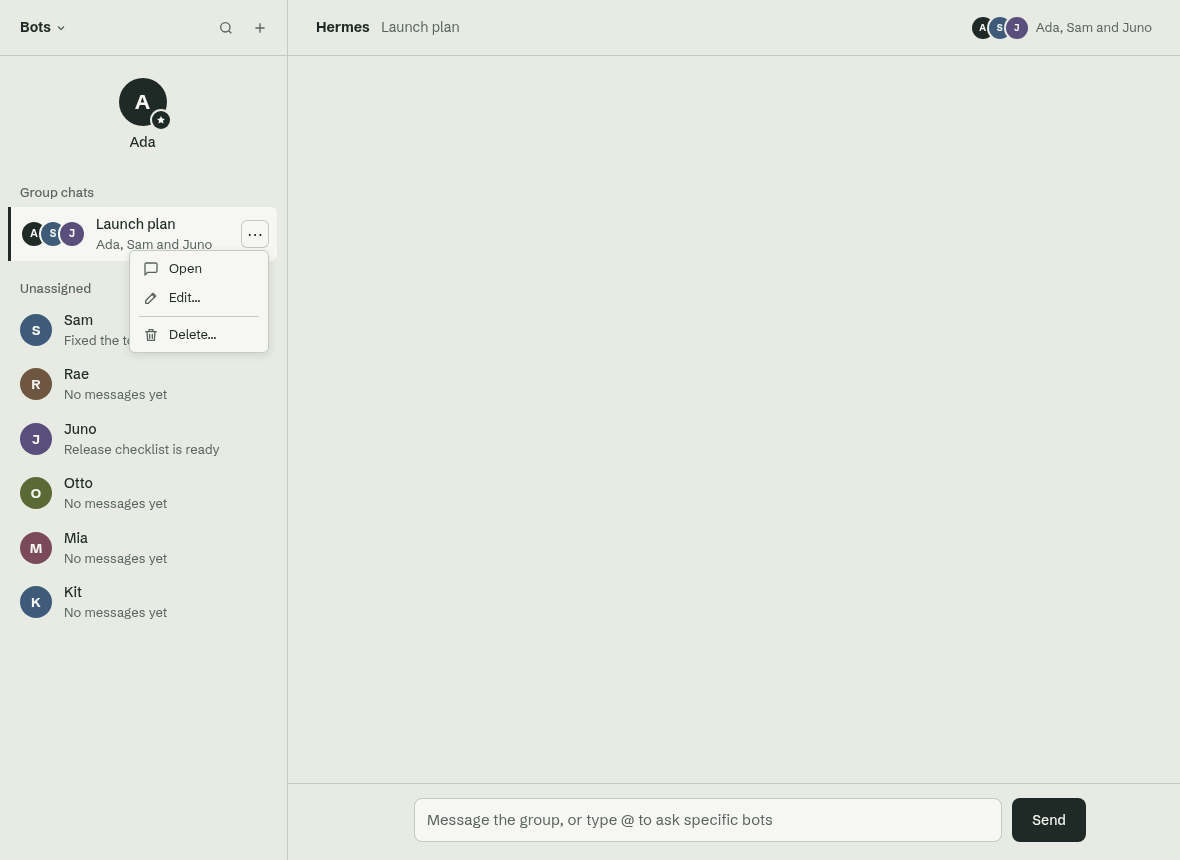 Bots
Hermes Launch plan
A S J Ada, Sam and Juno
A
Ada
Group chats
A S J
Launch plan
Ada, Sam and Juno
Open
Edit...
Delete...
Unassigned
S
Sam
Fixed the
R
Rae
No messages yet
J
Juno
Release checklist is ready
O
Otto
No messages yet
M
Mia
No messages yet
K
Kit
No messages yet
Message the group, or type @ to ask specific bots
Send